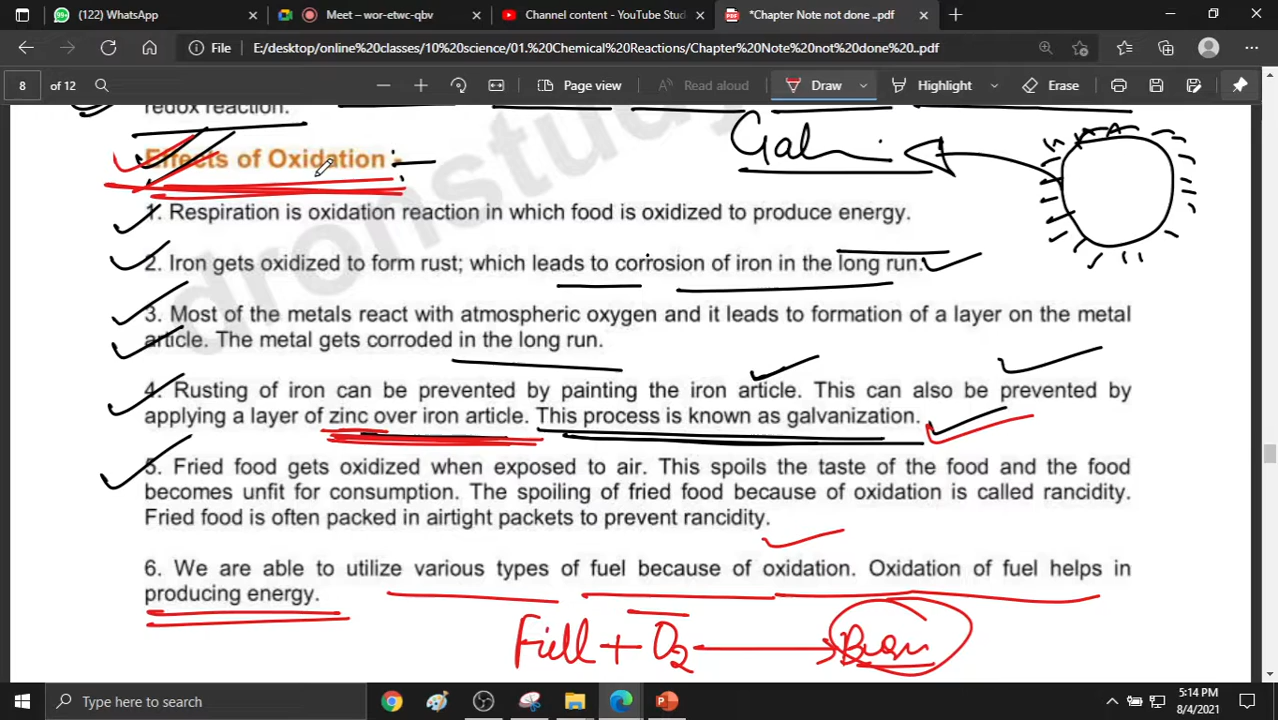 (122) WhatsApp
Meet – wor-etwc-qbv
Channel content - YouTube Stud
*Chapter Note not done ..pdf
File
E:/desktop/online%20classes/10%20science/01.%20Chemical%20Reactions/Chapter%20Note%20not%20done%20..pdf
8 of 12
Page view
Read aloud
Draw
Highlight
Erase
redox reaction.
Effects of Oxidation :-
Gal
1. Respiration is oxidation reaction in which food is oxidized to produce energy.
2. Iron gets oxidized to form rust; which leads to corrosion of iron in the long run.
3. Most of the metals react with atmospheric oxygen and it leads to formation of a layer on the metal
article. The metal gets corroded in the long run.
4. Rusting of iron can be prevented by painting the iron article. This can also be prevented by
applying a layer of zinc over iron article. This process is known as galvanization.
5. Fried food gets oxidized when exposed to air. This spoils the taste of the food and the food
becomes unfit for consumption. The spoiling of fried food because of oxidation is called rancidity.
Fried food is often packed in airtight packets to prevent rancidity.
6. We are able to utilize various types of fuel because of oxidation. Oxidation of fuel helps in
producing energy.
+ O2
dronstudy
Type here to search
5:14 PM
8/4/2021